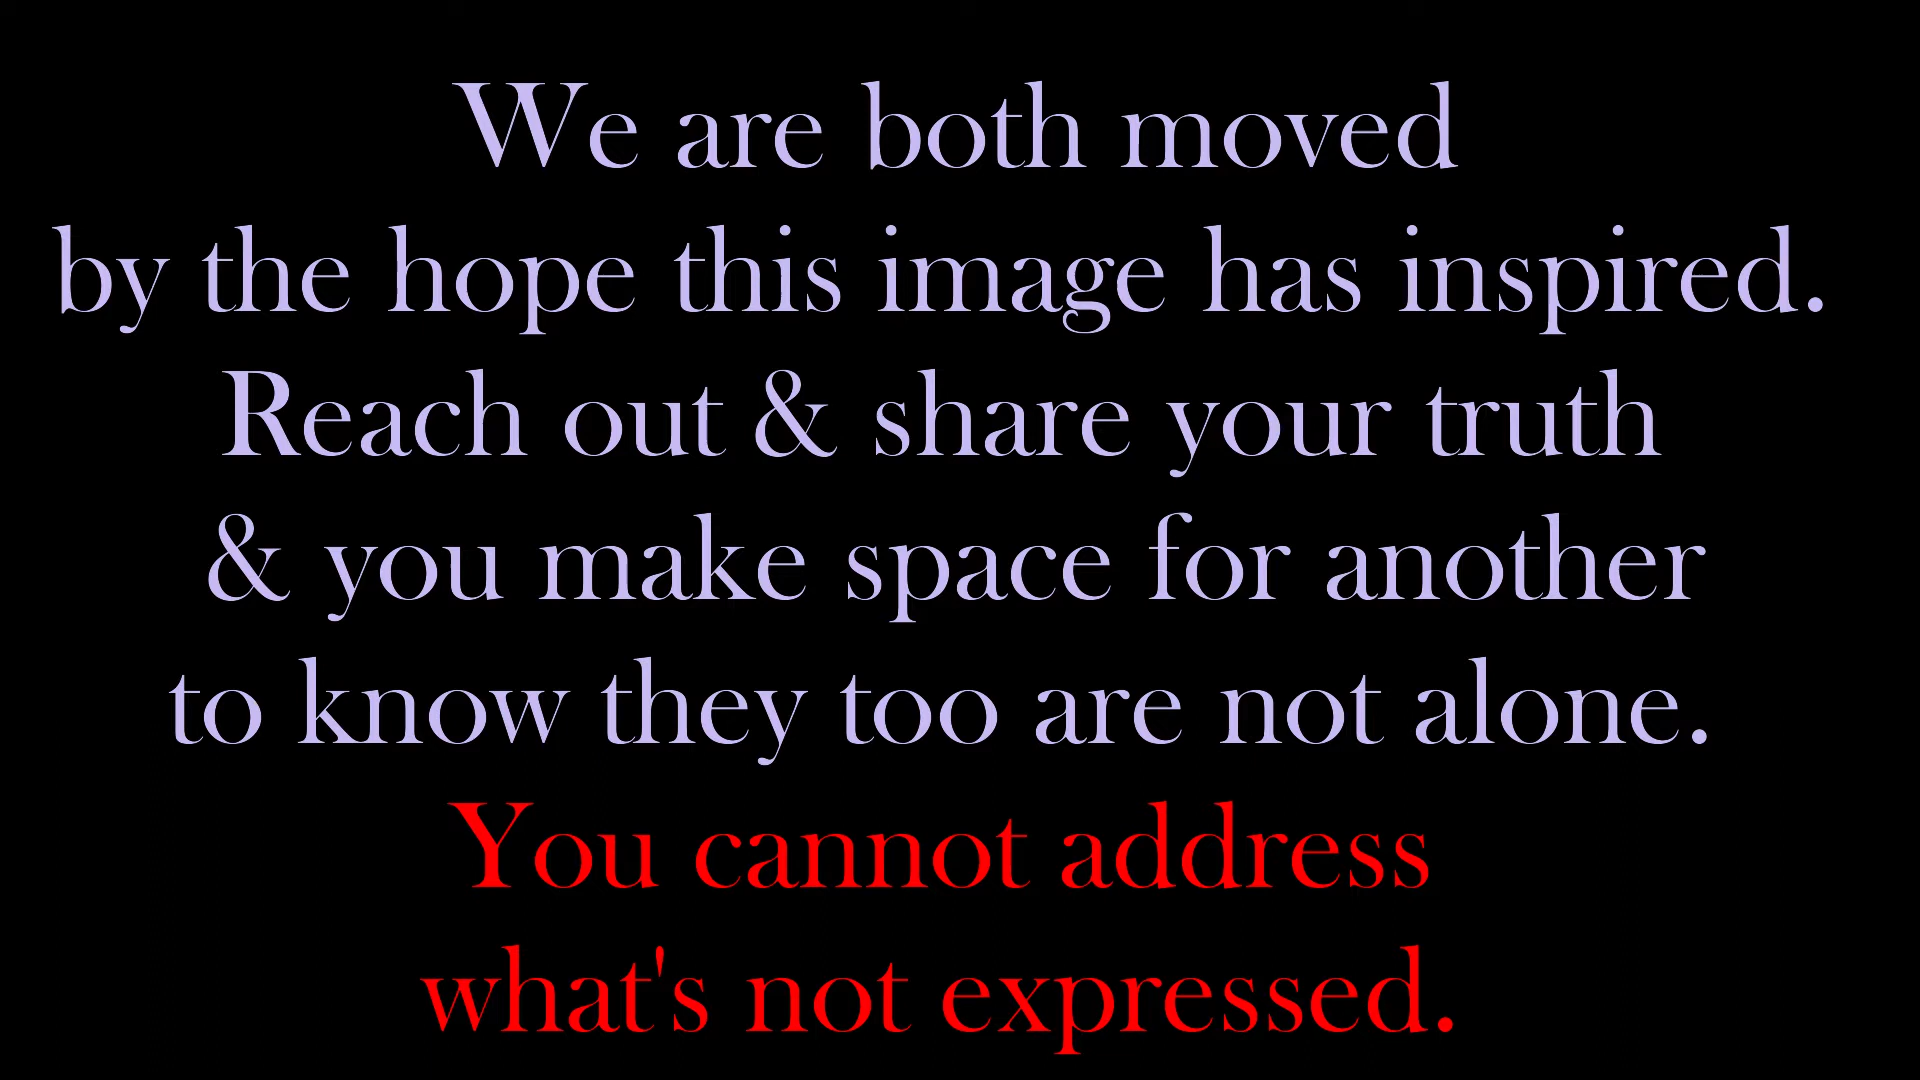 We are both moved
by the hope this image has inspired.
Reach out & share your truth
& you make space for another
to know they too are not alone.
You cannot address
what's not expressed.